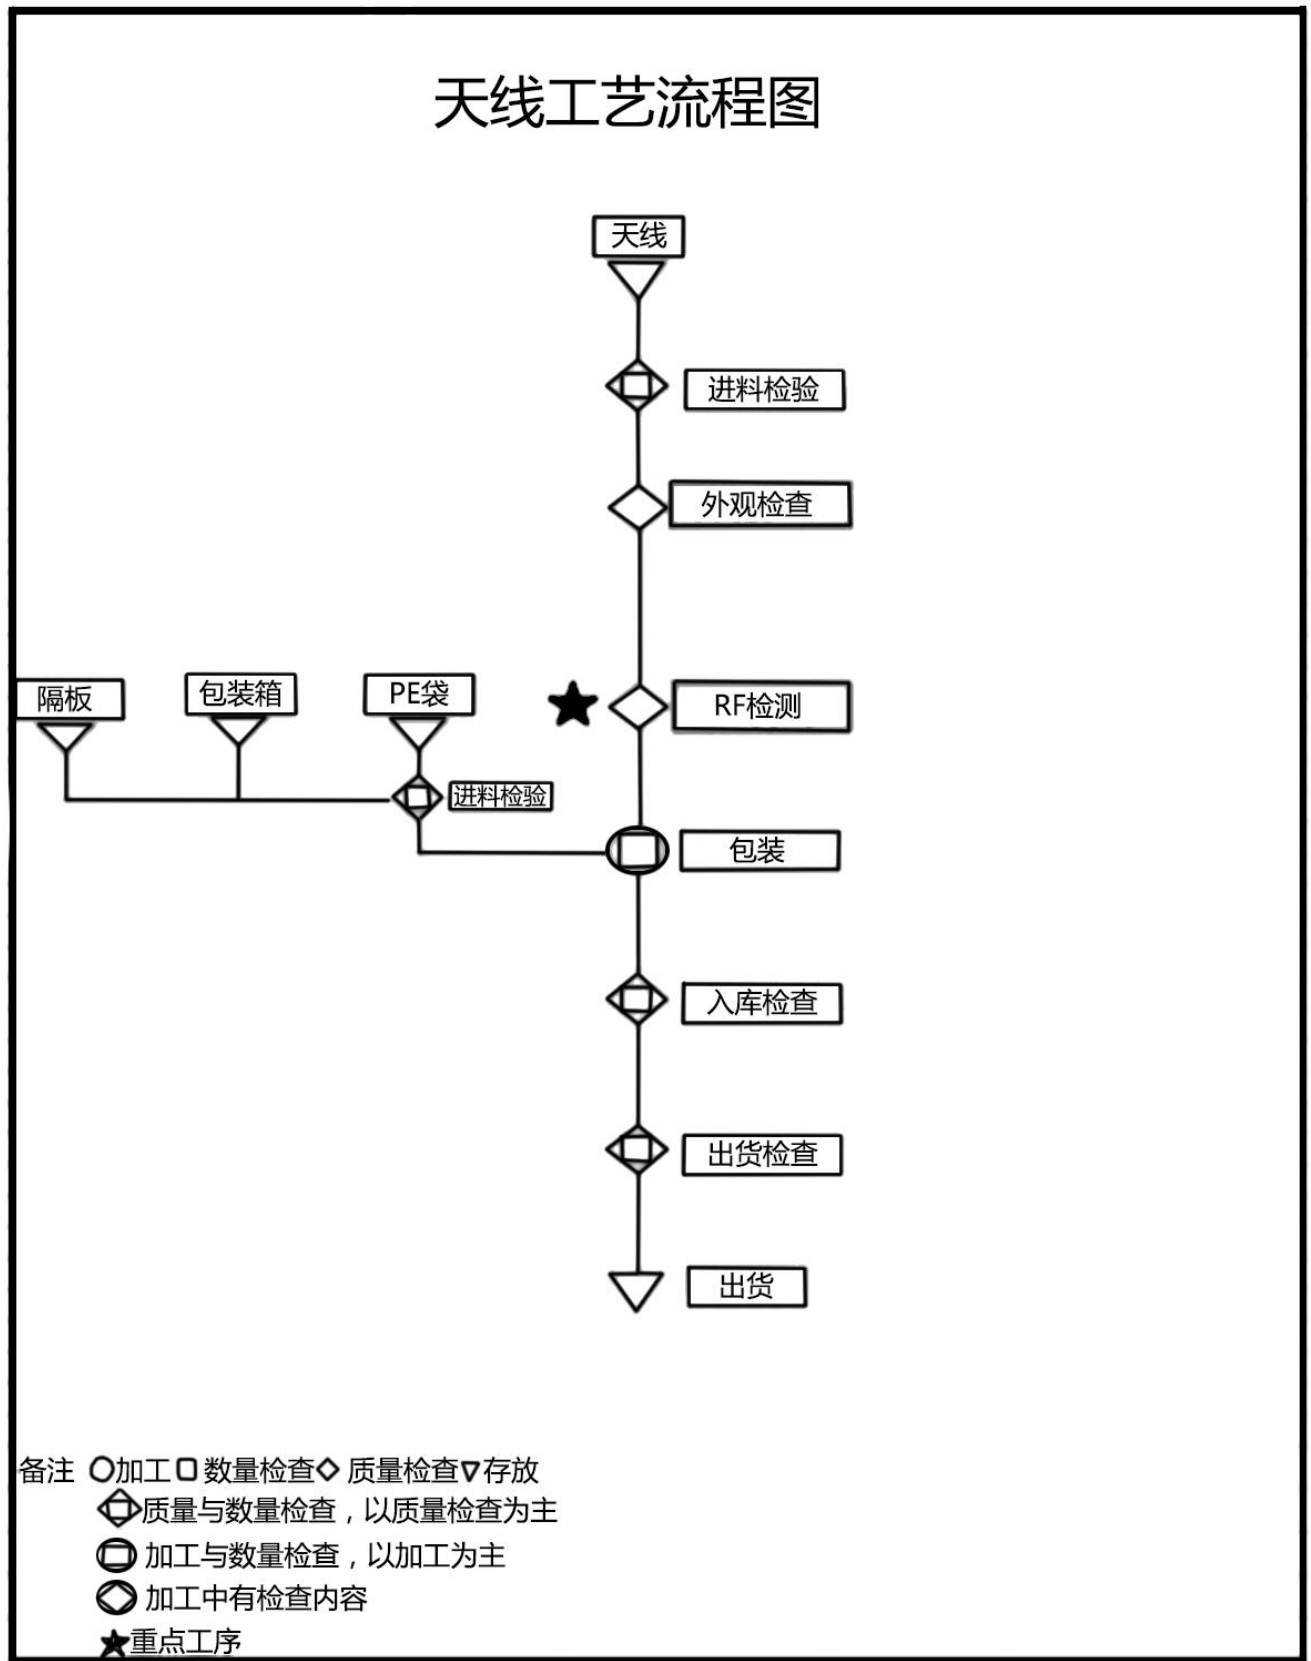 天线工艺流程图
天线
进料检验
外观检查
隔板
包装箱
PE袋
RF检测
进料检验
包装
入库检查
出货检查
出货
备注 加工 数量检查 质量检查 存放
质量与数量检查，以质量检查为主
加工与数量检查，以加工为主
加工中有检查内容
重点工序